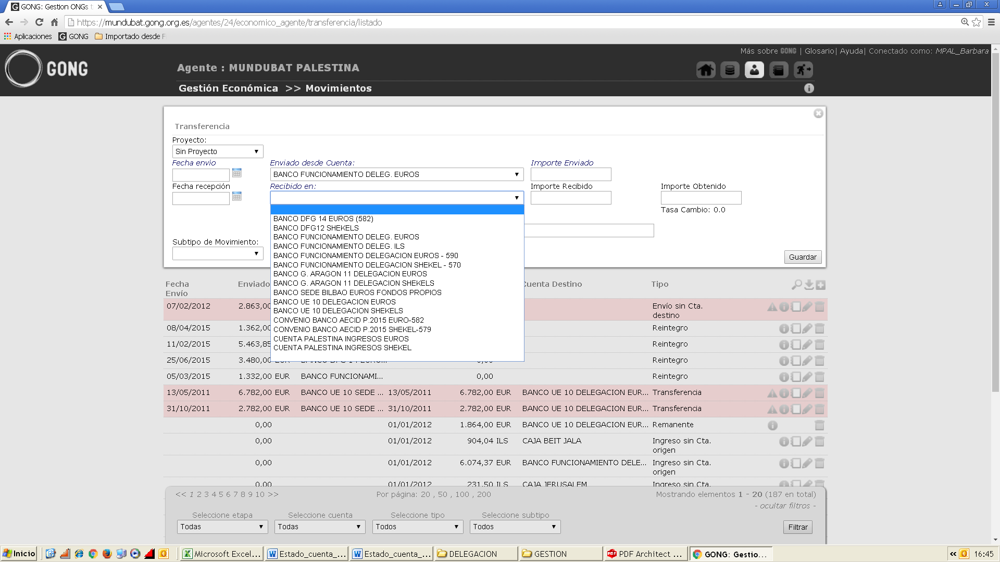 GONG: Gestion ONGs t
https://mundubat.gong.org.es/agentes/24/economico_agente/transferencia/listado
Aplicaciones GONG Importado desde F
Más sobre GONG | Glosario| Ayuda| Conectado como: MPAL_Barbara
GONG
Agente : MUNDUBAT PALESTINA
Gestión Económica >> Movimientos
Transferencia
Proyecto:
Sin Proyecto
Fecha envío Enviado desde Cuenta: Importe Enviado
BANCO FUNCIONAMIENTO DELEG. EUROS
Fecha recepción Recibido en: Importe Recibido Importe Obtenido
Tasa Cambio: 0.0
BANCO DFG 14 EUROS (582)
BANCO DFG12 SHEKELS
BANCO FUNCIONAMIENTO DELEG. EUROS
BANCO FUNCIONAMIENTO DELEG. ILS
BANCO FUNCIONAMIENTO DELEGACION EUROS - 590
BANCO FUNCIONAMIENTO DELEGACION SHEKEL - 570
BANCO G. ARAGON 11 DELEGACION EUROS
BANCO G. ARAGON 11 DELEGACION SHEKELS
BANCO SEDE BILBAO EUROS FONDOS PROPIOS
BANCO UE 10 DELEGACION EUROS
BANCO UE 10 DELEGACION SHEKELS
CONVENIO BANCO AECID P.2015 EURO-582
CONVENIO BANCO AECID P.2015 SHEKEL-579
CUENTA PALESTINA INGRESOS EUROS
CUENTA PALESTINA INGRESOS SHEKEL
Subtipo de Movimiento:
Guardar
Fecha Envío Enviado Cuenta Destino Tipo
07/02/2012 2.863,00 Envío sin Cta. destino
08/04/2015 1.362,00 Reintegro
11/02/2015 5.463,85 Reintegro
25/06/2015 3.480,00 EUR BANCO DFG 14 EURO... 0,00 Reintegro
05/03/2015 1.332,00 EUR BANCO FUNCIONAMI... 0,00 Reintegro
13/05/2011 6.782,00 EUR BANCO UE 10 SEDE ... 13/05/2011 6.782,00 EUR BANCO UE 10 DELEGACION EUR... Transferencia
31/10/2011 2.782,00 EUR BANCO UE 10 SEDE ... 31/10/2011 2.782,00 EUR BANCO UE 10 DELEGACION EUR... Transferencia
0,00 01/01/2012 1.864,00 EUR BANCO UE 10 DELEGACION EUR... Remanente
0,00 01/01/2012 904,04 ILS CAJA BEIT JALA Ingreso sin Cta. origen
0,00 01/01/2012 6.074,37 EUR BANCO FUNCIONAMIENTO DELE... Ingreso sin Cta. origen
0,00 01/01/2012 231,50 ILS CAJA JERUSALEM Ingreso sin Cta.
<< 1 2 3 4 5 6 7 8 9 10 >> Por página: 20 , 50 , 100 , 200 Mostrando elementos 1 - 20 (187 en total)
- ocultar filtros -
Seleccione etapa Seleccione cuenta Seleccione tipo Seleccione subtipo
Todas Todas Todos Todos Filtrar
Inicio Microsoft Excel... Estado_cuenta_... Estado_cuenta_... DELEGACION GESTION PDF Architect ... GONG: Gestio... << 16:45